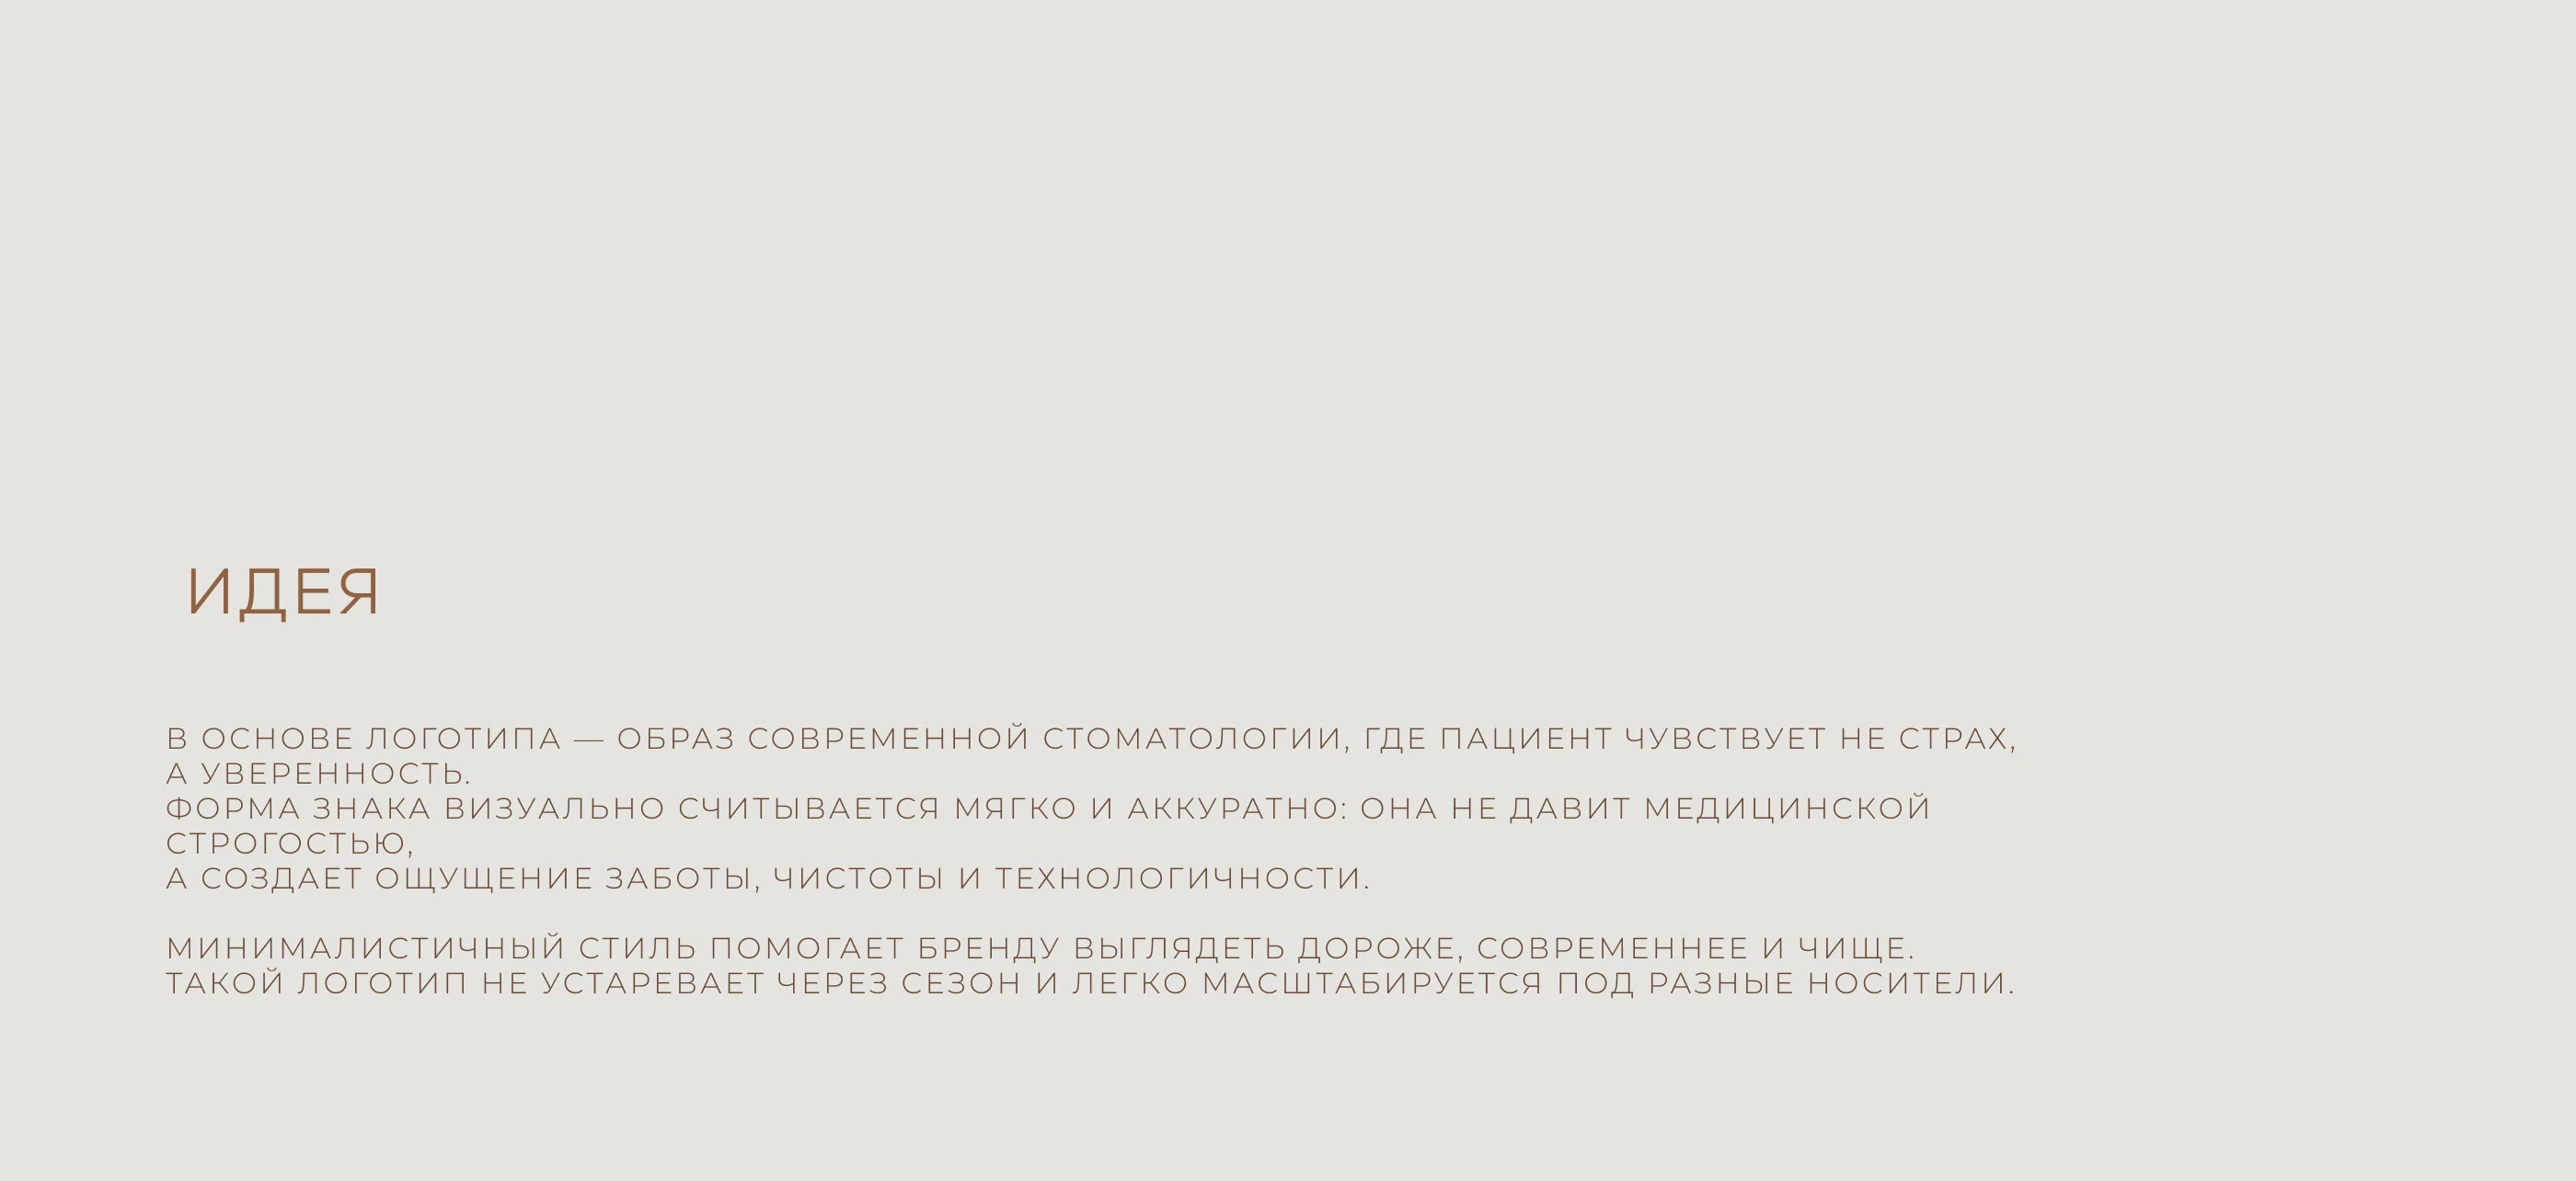 ИДЕЯ
В ОСНОВЕ ЛОГОТИПА — ОБРАЗ СОВРЕМЕННОЙ СТОМАТОЛОГИИ, ГДЕ ПАЦИЕНТ ЧУВСТВУЕТ НЕ СТРАХ,
А УВЕРЕННОСТЬ.
ФОРМА ЗНАКА ВИЗУАЛЬНО СЧИТЫВАЕТСЯ МЯГКО И АККУРАТНО: ОНА НЕ ДАВИТ МЕДИЦИНСКОЙ
СТРОГОСТЬЮ,
А СОЗДАЕТ ОЩУЩЕНИЕ ЗАБОТЫ, ЧИСТОТЫ И ТЕХНОЛОГИЧНОСТИ.
МИНИМАЛИСТИЧНЫЙ СТИЛЬ ПОМОГАЕТ БРЕНДУ ВЫГЛЯДЕТЬ ДОРОЖЕ, СОВРЕМЕННЕЕ И ЧИЩЕ.
ТАКОЙ ЛОГОТИП НЕ УСТАРЕВАЕТ ЧЕРЕЗ СЕЗОН И ЛЕГКО МАСШТАБИРУЕТСЯ ПОД РАЗНЫЕ НОСИТЕЛИ.